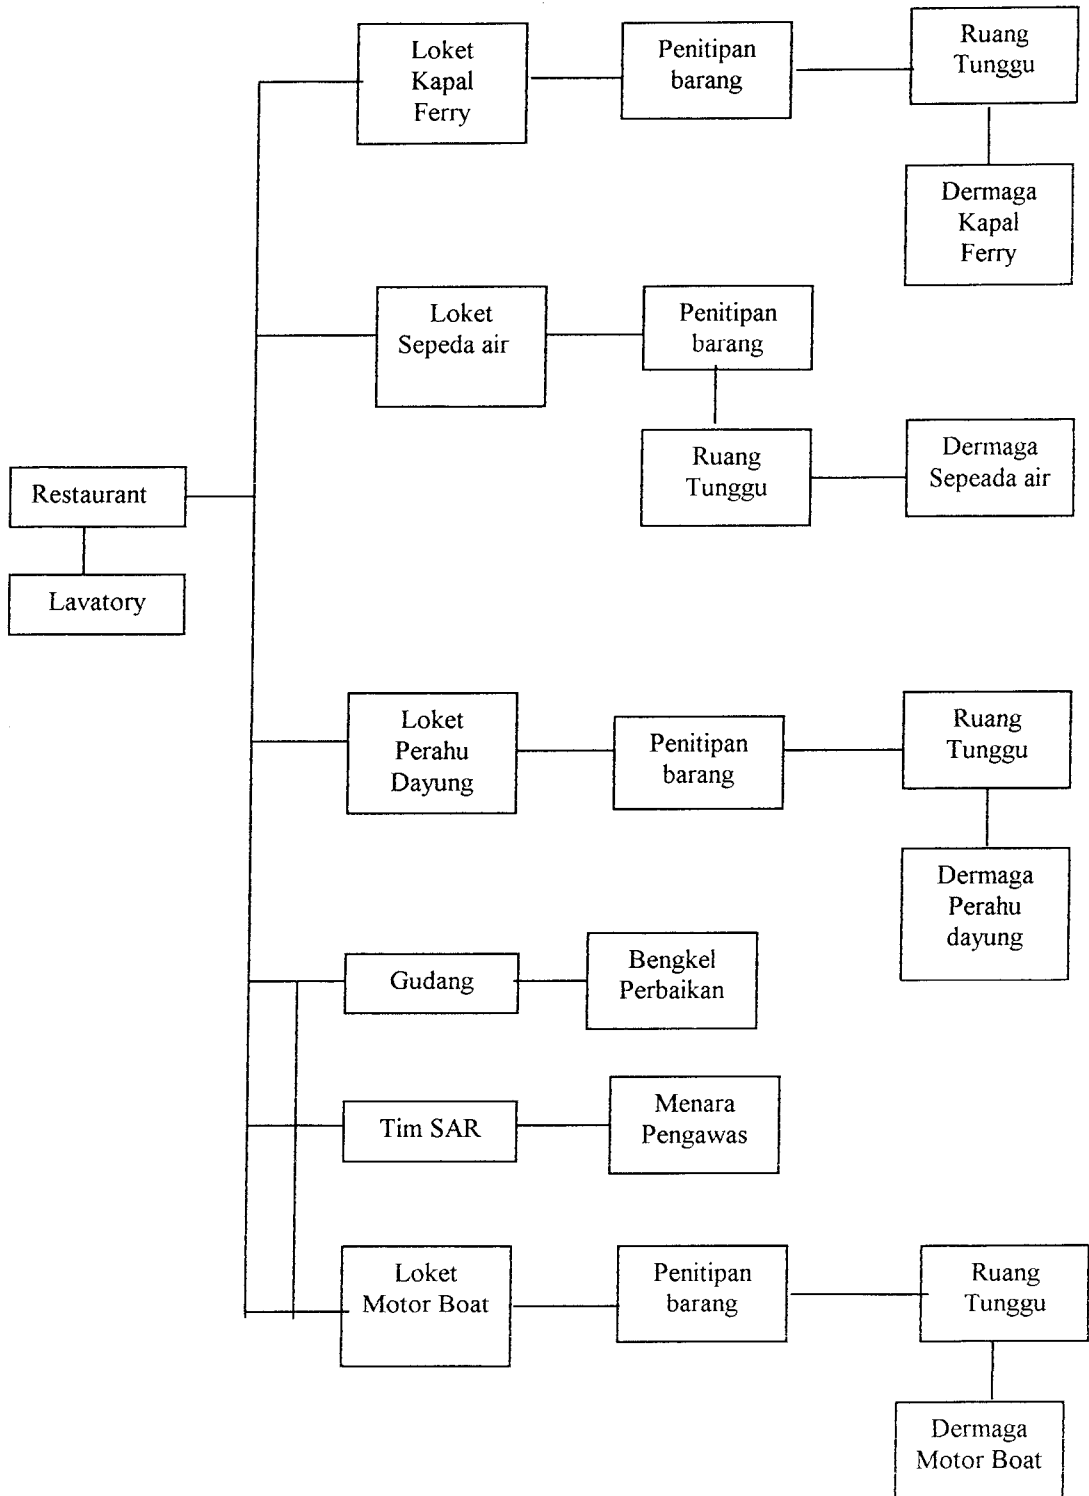 Loket
Kapal
Ferry
Penitipan
barang
Ruang
Tunggu
Dermaga
Kapal
Ferry
Loket
Sepeda air
Penitipan
barang
Ruang
Tunggu
Dermaga
Sepeada air
Restaurant
Lavatory
Loket
Perahu
Dayung
Penitipan
barang
Ruang
Tunggu
Dermaga
Perahu
dayung
Gudang
Bengkel
Perbaikan
Tim SAR
Menara
Pengawas
Loket
Motor Boat
Penitipan
barang
Ruang
Tunggu
Dermaga
Motor Boat